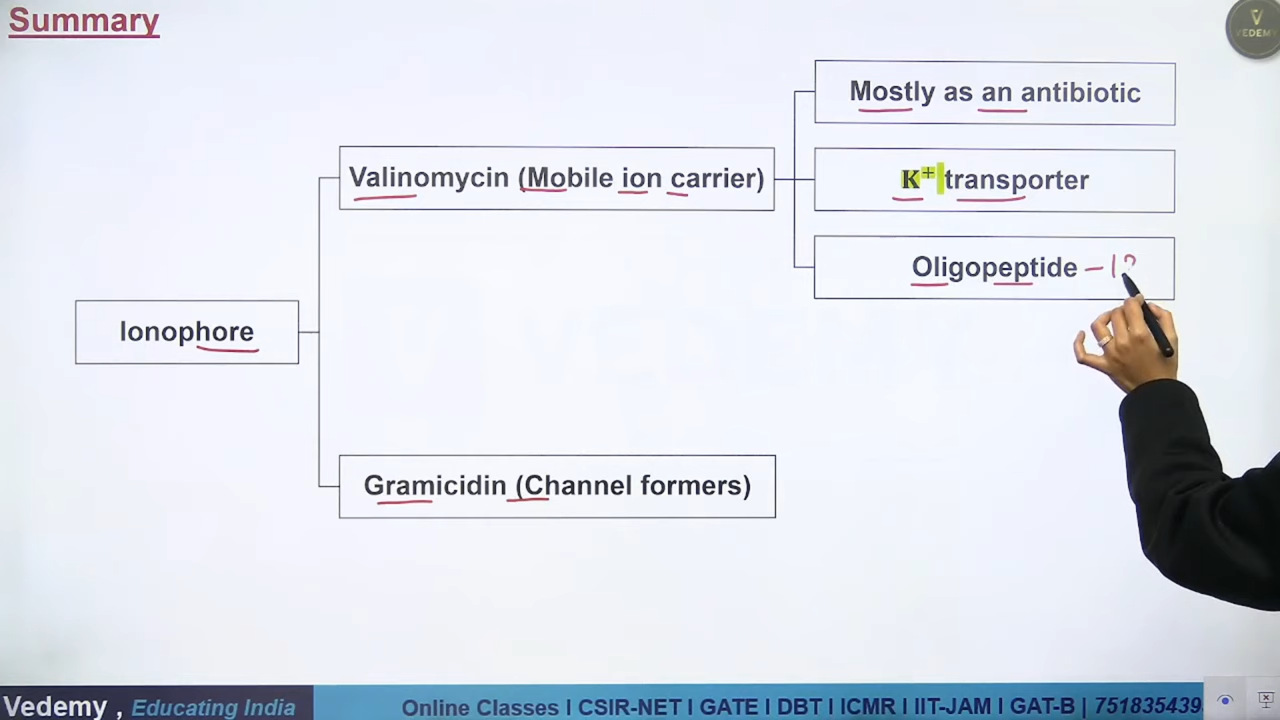 Summary
VEDEMY
Mostly as an antibiotic
Valinomycin (Mobile ion carrier)
K⁺ transporter
Oligopeptide
Ionophore
Gramicidin (Channel formers)
Vedemy , Educating India
Online Classes I CSIR-NET I GATE I DBT I ICMR I IIT-JAM I GAT-B | 751835439